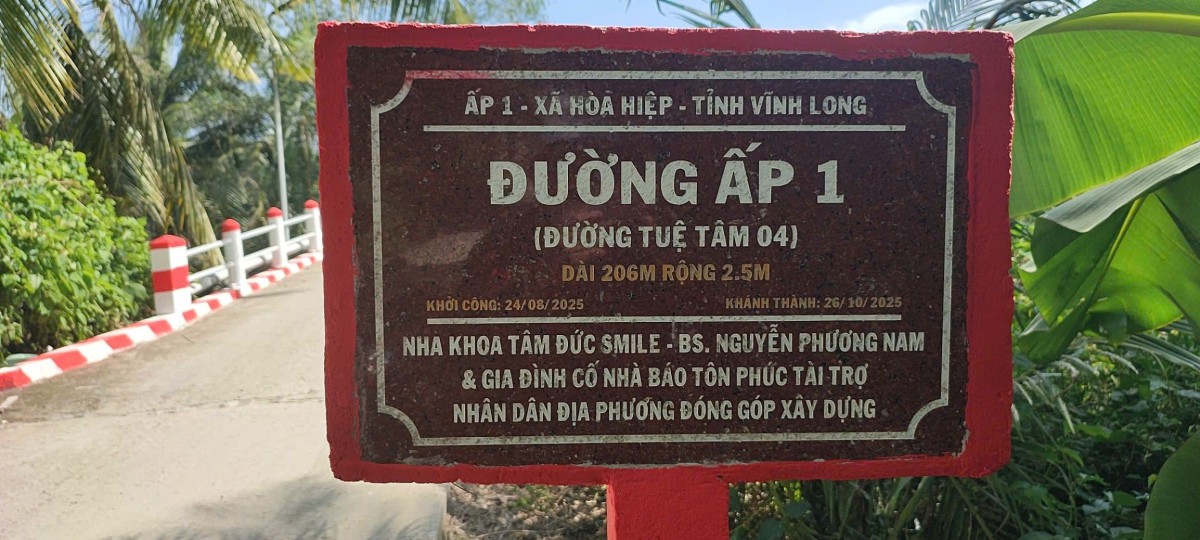 ẤP 1 - XÃ HOÀ HIỆP - TỈNH VĨNH LONG
ĐƯỜNG ẤP 1
(ĐƯỜNG TUỆ TÂM 04)
DÀI 206M RỘNG 2.5M
KHỞI CÔNG: 24/08/2025 KHÁNH THÀNH: 26/10/2025
NHA KHOA TÂM ĐỨC SMILE - BS. NGUYỄN PHƯƠNG NAM
& GIA ĐÌNH CỐ NHÀ BÁO TÔN PHÚC TÀI TRỢ
NHÂN DÂN ĐỊA PHƯƠNG ĐÓNG GÓP XÂY DỰNG